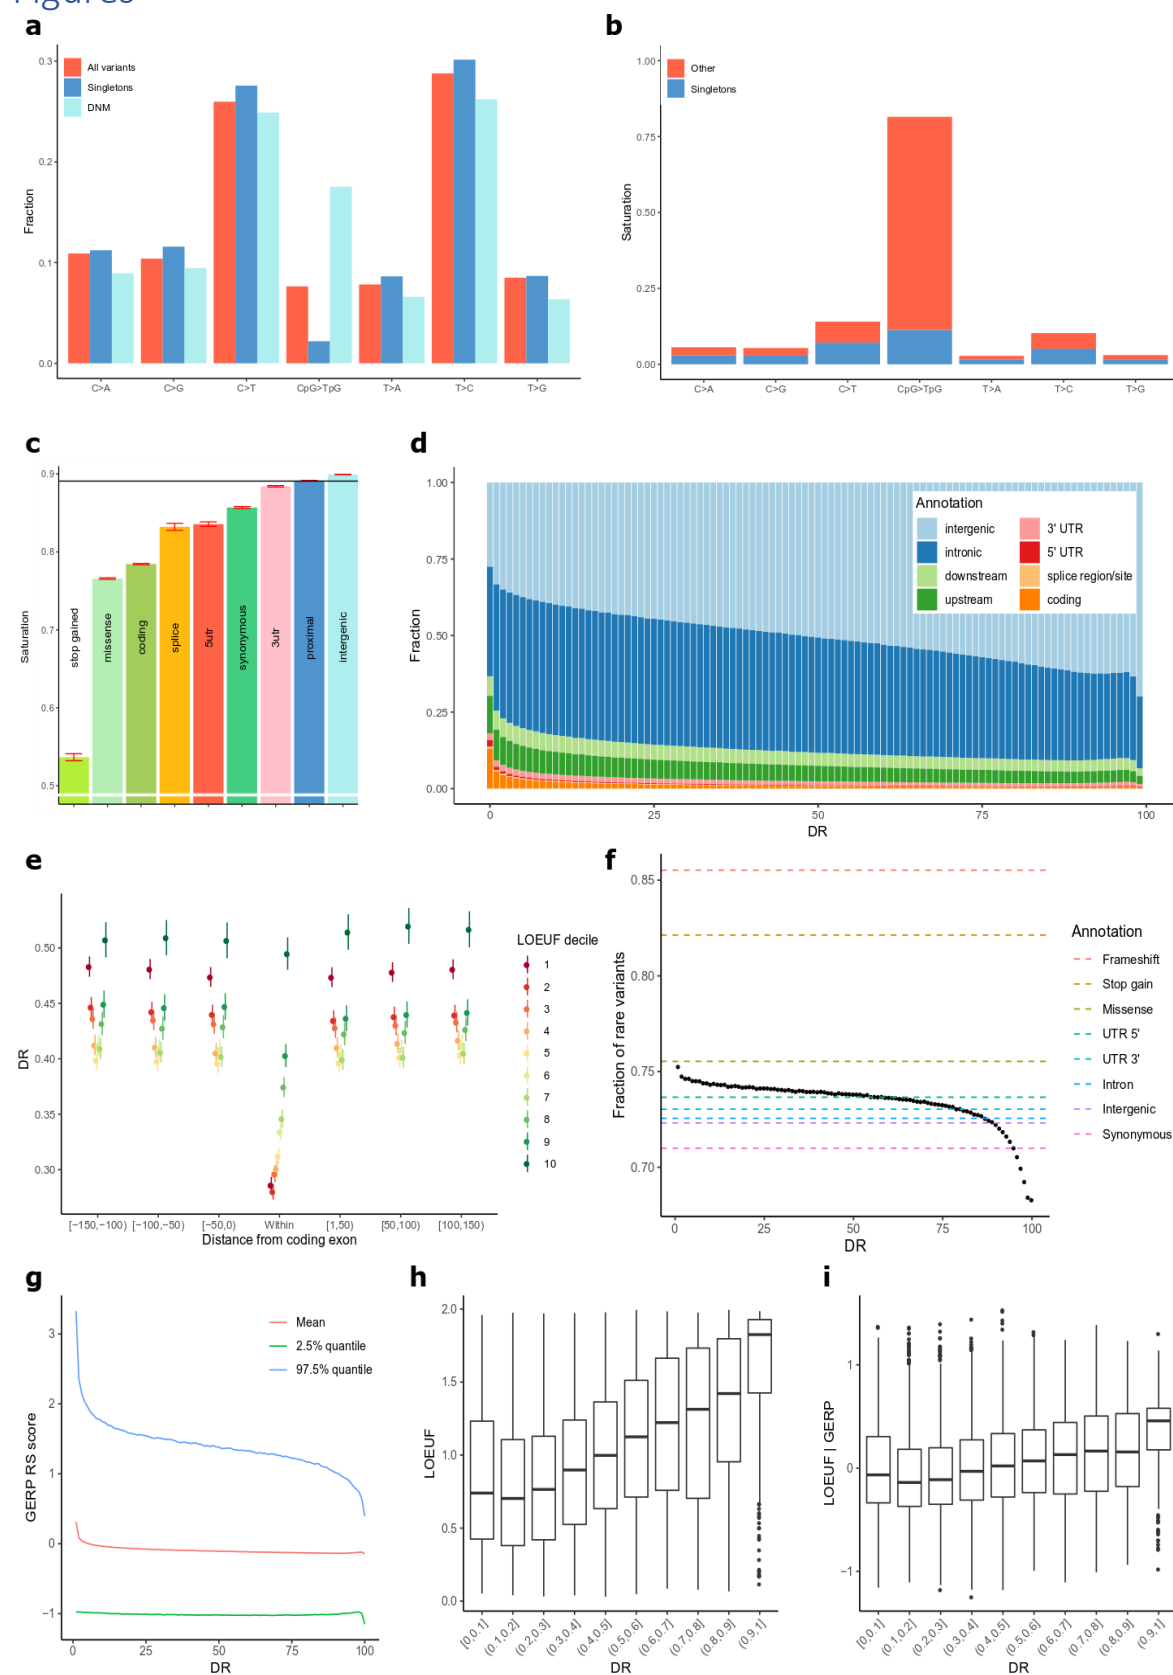 Figures
a
0.3
0.2
0.1
0.0
Fraction
All variants
Singletons
DNM
C>A
C>G
C>T
CpG>TpG
T>A
T>C
T>G
b
1.00
0.75
0.50
0.25
0.00
Saturation
Other
Singletons
C>A
C>G
C>T
CpG>TpG
T>A
T>C
T>G
c
0.9
0.8
0.7
0.6
0.5
Saturation
stop gained
missense
coding
splice
5utr
synonymous
3utr
proximal
intergenic
d
1.00
0.75
0.50
0.25
0.00
Fraction
Annotation
intergenic
intronic
downstream
upstream
3' UTR
5' UTR
splice region/site
coding
0
25
50
75
100
DR
e
0.50
0.45
0.40
0.35
0.30
DR
[−150,−100)
[−100,−50)
[−50,0)
Within
[1,50)
[50,100)
[100,150)
Distance from coding exon
LOEUF decile
1
2
3
4
5
6
7
8
9
10
f
0.85
0.80
0.75
0.70
Fraction of rare variants
0
25
50
75
100
DR
Annotation
Frameshift
Stop gain
Missense
UTR 5'
UTR 3'
Intron
Intergenic
Synonymous
g
3
2
1
0
−1
GERP RS score
Mean
2.5% quantile
97.5% quantile
0
25
50
75
100
DR
h
2.0
1.5
1.0
0.5
0.0
LOEUF
[0,0.1]
(0.1,0.2]
(0.2,0.3]
(0.3,0.4]
(0.4,0.5]
(0.5,0.6]
(0.6,0.7]
(0.7,0.8]
(0.8,0.9]
(0.9,1]
DR
i
1
0
−1
LOEUF | GERP
[0,0.1]
(0.1,0.2]
(0.2,0.3]
(0.3,0.4]
(0.4,0.5]
(0.5,0.6]
(0.6,0.7]
(0.7,0.8]
(0.8,0.9]
(0.9,1]
DR